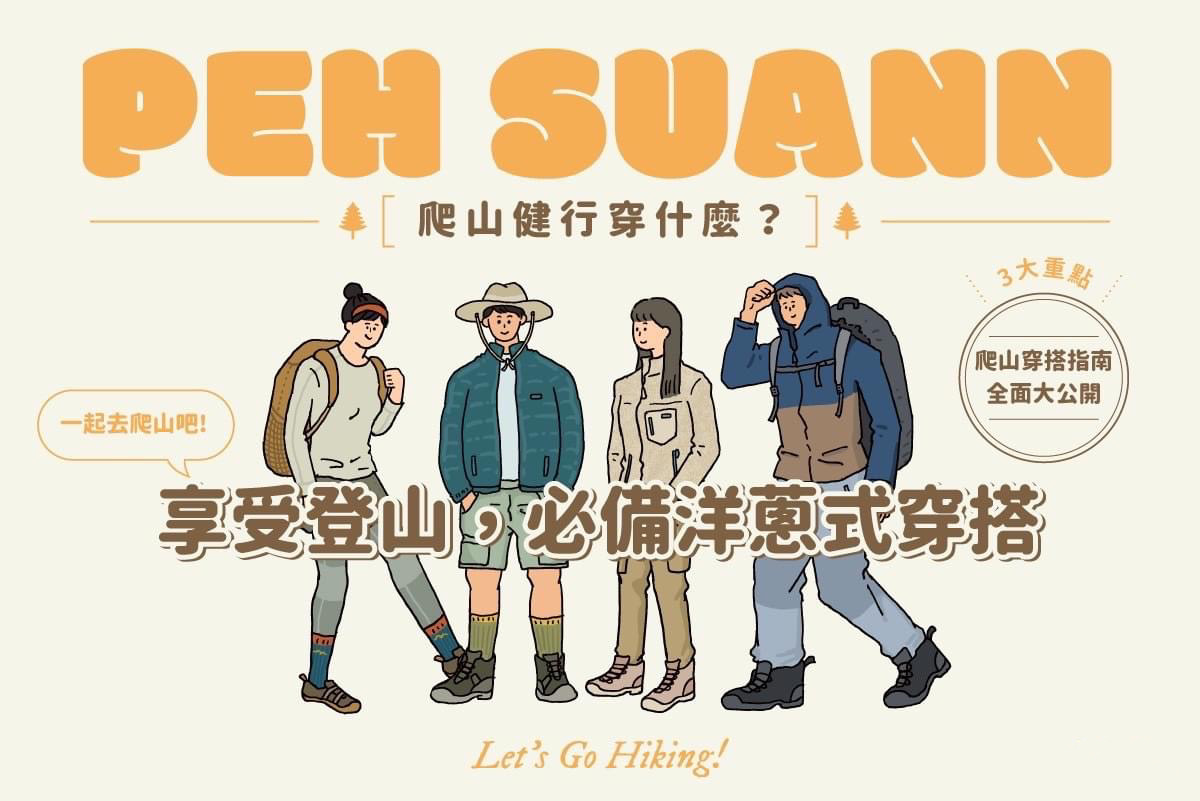 PEH SUANN
爬山健行穿什麼？
3大重點
爬山穿搭指南
全面大公開
一起去爬山吧!
享受登山，必備洋蔥式穿搭
Let's Go Hiking!